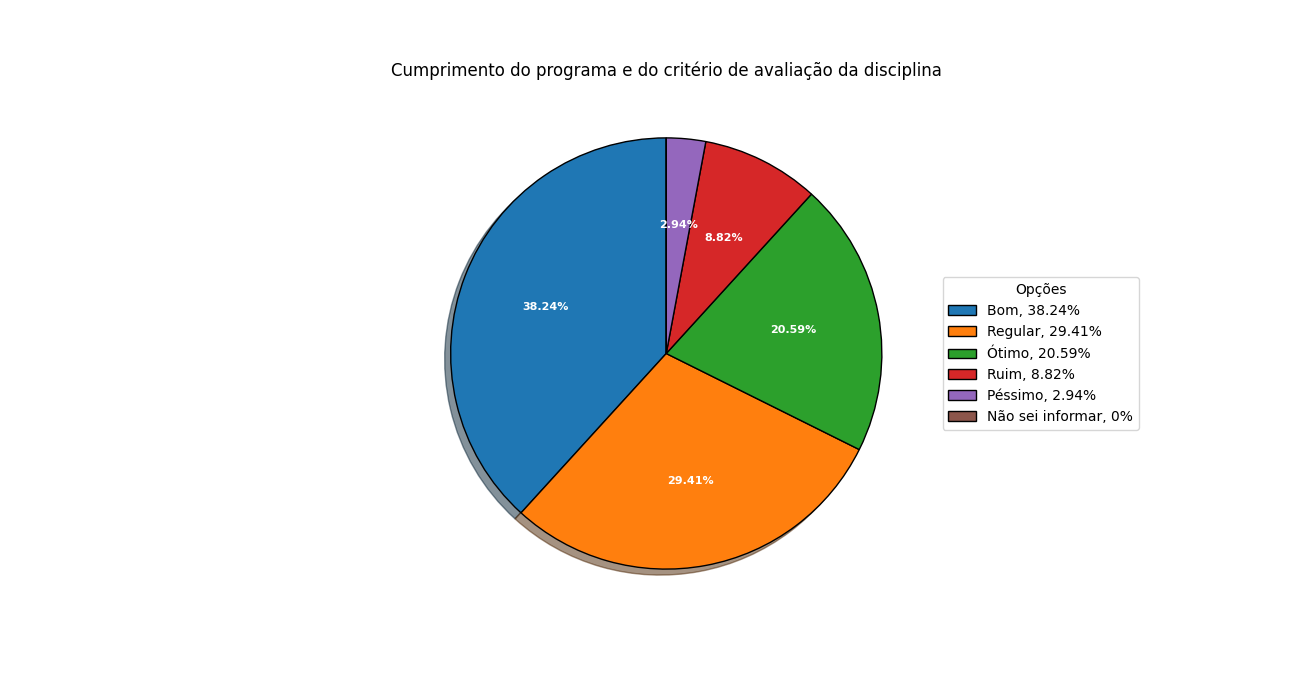 Cumprimento do programa e do critério de avaliação da disciplina
2.94%
8.82%
38.24%
20.59%
29.41%
Opções
Bom, 38.24%
Regular, 29.41%
Ótimo, 20.59%
Ruim, 8.82%
Péssimo, 2.94%
Não sei informar, 0%